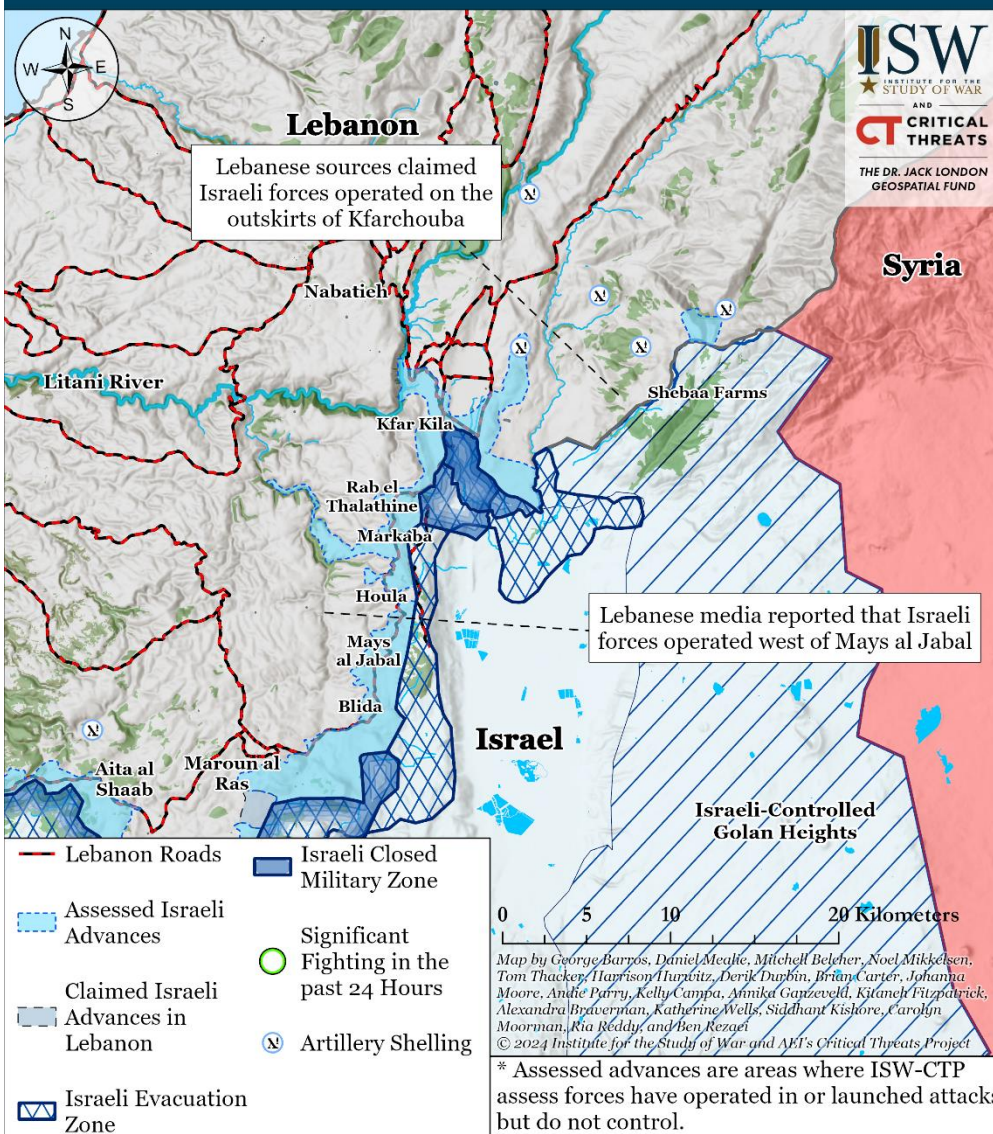 N
W E
S
ISW
INSTITUTE FOR THE
STUDY OF WAR
AND
CT CRITICAL
THREATS
THE DR. JACK LONDON
GEOSPATIAL FUND
Lebanon
Lebanese sources claimed
Israeli forces operated on the
outskirts of Kfarchouba
Syria
Nabatieh
Litani River
Shebaa Farms
Kfar Kila
Rab el
Thalathine
Markaba
Houla
Lebanese media reported that Israeli
forces operated west of Mays al Jabal
Mays
al Jabal
Blida
Israel
Aita al
Shaab
Maroun al
Ras
Israeli-Controlled
Golan Heights
Lebanon Roads
Assessed Israeli
Advances
Claimed Israeli
Advances in
Lebanon
Israeli Evacuation
Zone
Israeli Closed
Military Zone
Significant
Fighting in the
past 24 Hours
Artillery Shelling
0 5 10 20 Kilometers
Map by George Barros, Daniel Mealie, Mitchell Belcher, Noel Mikkelsen,
Tom Thacker, Harrison Hurwitz, Derik Durbin, Brian Carter, Johanna
Moore, Andie Parry, Kelly Campa, Annika Ganzeveld, Kitaneh Fitzpatrick,
Alexandra Braverman, Katherine Wells, Siddhant Kishore, Carolyn
Moorman, Ria Reddy, and Ben Rezaei
© 2024 Institute for the Study of War and AEI's Critical Threats Project
* Assessed advances are areas where ISW-CTP
assess forces have operated in or launched attacks
but do not control.